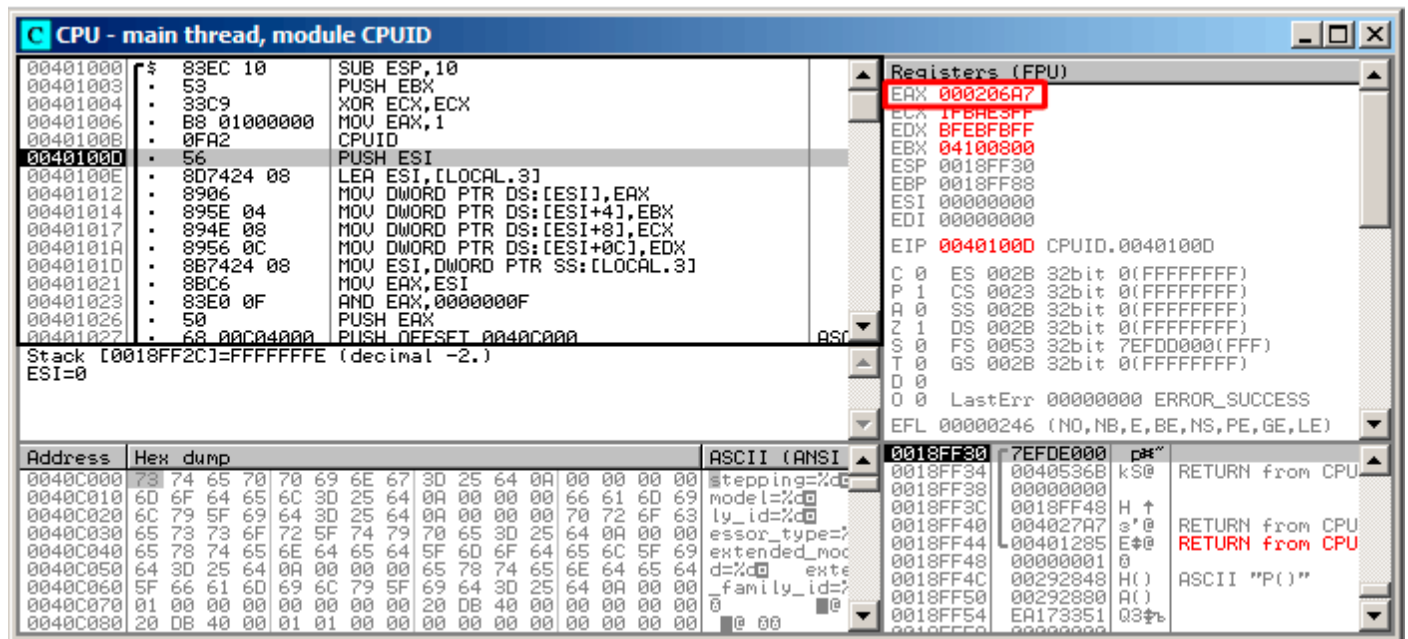 C CPU - main thread, module CPUID
00401000 $ 83EC 10 SUB ESP,10
00401003 . 53 PUSH EBX
00401004 . 33C9 XOR ECX,ECX
00401006 . B8 01000000 MOV EAX,1
0040100B . 0FA2 CPUID
0040100D . 56 PUSH ESI
0040100E . 8D7424 08 LEA ESI,[LOCAL.3]
00401012 . 8906 MOV DWORD PTR DS:[ESI],EAX
00401014 . 895E 04 MOV DWORD PTR DS:[ESI+4],EBX
00401017 . 894E 08 MOV DWORD PTR DS:[ESI+8],ECX
0040101A . 8956 0C MOV DWORD PTR DS:[ESI+0C],EDX
0040101D . 8B7424 08 MOV ESI,DWORD PTR SS:[LOCAL.3]
00401021 . 8BC6 MOV EAX,ESI
00401023 . 83E0 0F AND EAX,0000000F
00401026 . 50 PUSH EAX
00401027 . 68 00C04000 PUSH OFFSET 0040C000 ASC
Stack [0018FF2C]=FFFFFFFE (decimal -2.)
ESI=0
Registers (FPU)
EAX 000206A7
ECX 1FBAE3FF
EDX BFEBFBFF
EBX 04100800
ESP 0018FF30
EBP 0018FF88
ESI 00000000
EDI 00000000
EIP 0040100D CPUID.0040100D
C 0 ES 002B 32bit 0(FFFFFFFF)
P 1 CS 0023 32bit 0(FFFFFFFF)
A 0 SS 002B 32bit 0(FFFFFFFF)
Z 1 DS 002B 32bit 0(FFFFFFFF)
S 0 FS 0053 32bit 7EFDD000(FFF)
T 0 GS 002B 32bit 0(FFFFFFFF)
D 0
O 0 LastErr 00000000 ERROR_SUCCESS
EFL 00000246 (NO,NB,E,BE,NS,PE,GE,LE)
Address Hex dump ASCII (ANSI
0040C000 73 74 65 70 70 69 6E 67 3D 25 64 0A 00 00 00 00 stepping=%d
0040C010 6D 6F 64 65 6C 3D 25 64 0A 00 00 00 66 61 6D 69 model=%d
0040C020 6C 79 5F 69 64 3D 25 64 0A 00 00 00 70 72 6F 63 ly_id=%d
0040C030 65 73 73 6F 72 5F 74 79 70 65 3D 25 64 0A 00 00 essor_type=%
0040C040 65 78 74 65 6E 64 65 64 5F 6D 6F 64 65 6C 5F 69 extended_mod
0040C050 64 3D 25 64 0A 00 00 00 65 78 74 65 6E 64 65 64 d=%d exte
0040C060 5F 66 61 6D 69 6C 79 5F 69 64 3D 25 64 0A 00 00 _family_id=%
0040C070 01 00 00 00 00 00 00 00 20 DB 40 00 00 00 00 00
0040C080 20 DB 40 00 01 01 00 00 00 00 00 00 00 00 00 00
0018FF30 7EFDE000
0018FF34 0040536B kS@ RETURN from CPU
0018FF38 00000000
0018FF3C 0018FF48 H ↑
0018FF40 004027A7 RETURN from CPU
0018FF44 00401285 RETURN from CPU
0018FF48 00000001
0018FF4C 00292848 H() ASCII "P()"
0018FF50 00292880
0018FF54 EA173351